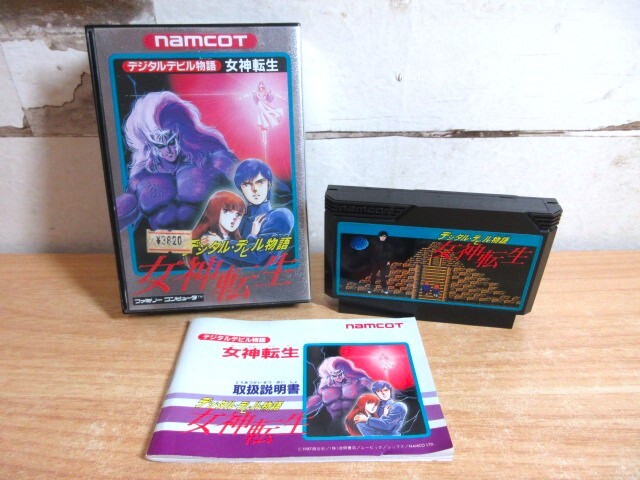 namcot
デジタルデビル物語 女神転生
¥3820
デジタル・デビル物語
女神転生
ファミリーコンピュータ™
namcot
デジタル・デビル物語
女神転生
namcot
デジタルデビル物語
女神転生
取扱説明書
デジタル・デビル物語
女神転生